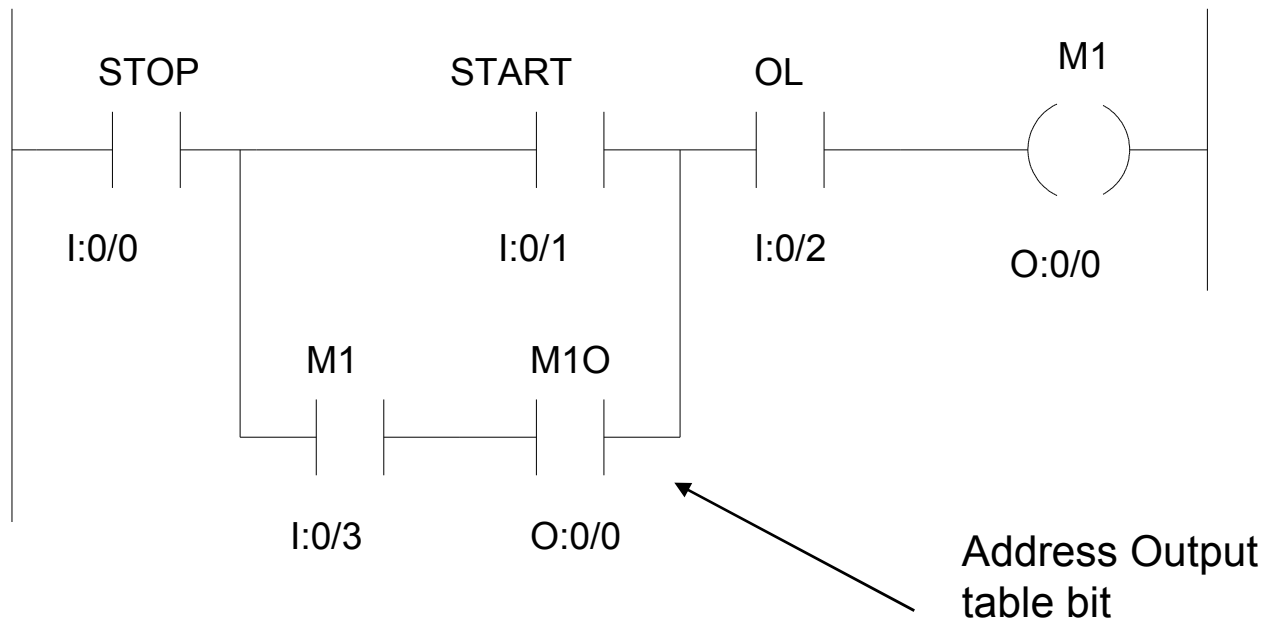 STOP
START
OL
M1
I:0/0
I:0/1
I:0/2
O:0/0
M1
M1O
I:0/3
O:0/0
Address Output
table bit